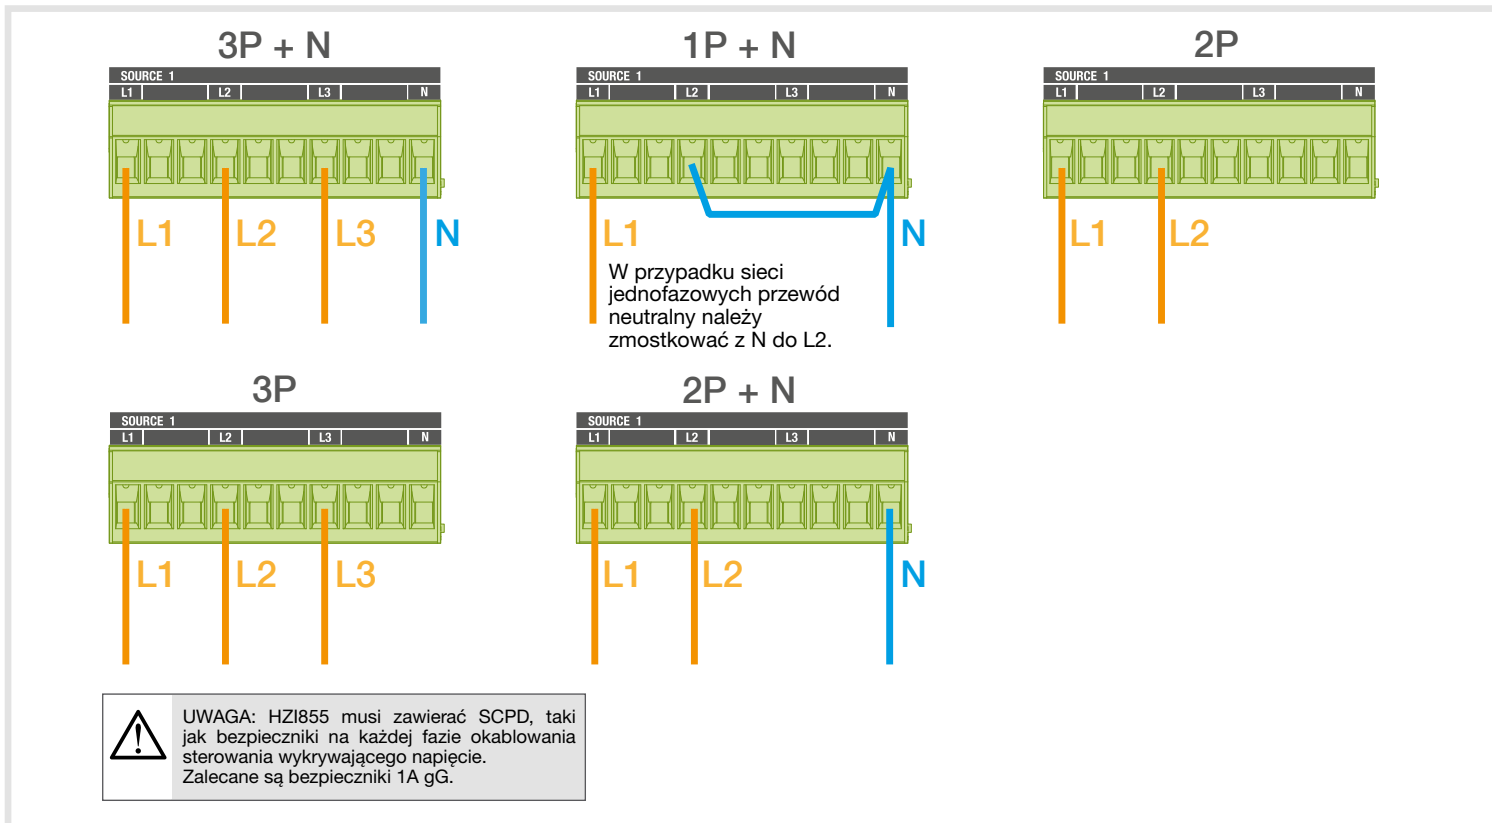 3P + N
SOURCE 1
L1 L2 L3 N
L1 L2 L3 N
1P + N
SOURCE 1
L1 L2 L3 N
L1 N
W przypadku sieci
jednofazowych przewód
neutralny należy
zmostkować z N do L2.
2P
SOURCE 1
L1 L2 L3 N
L1 L2
3P
SOURCE 1
L1 L2 L3 N
L1 L2 L3
2P + N
SOURCE 1
L1 L2 L3 N
L1 L2 N
UWAGA: HZI855 musi zawierać SCPD, taki
jak bezpieczniki na każdej fazie okablowania
sterowania wykrywającego napięcie.
Zalecane są bezpieczniki 1A gG.